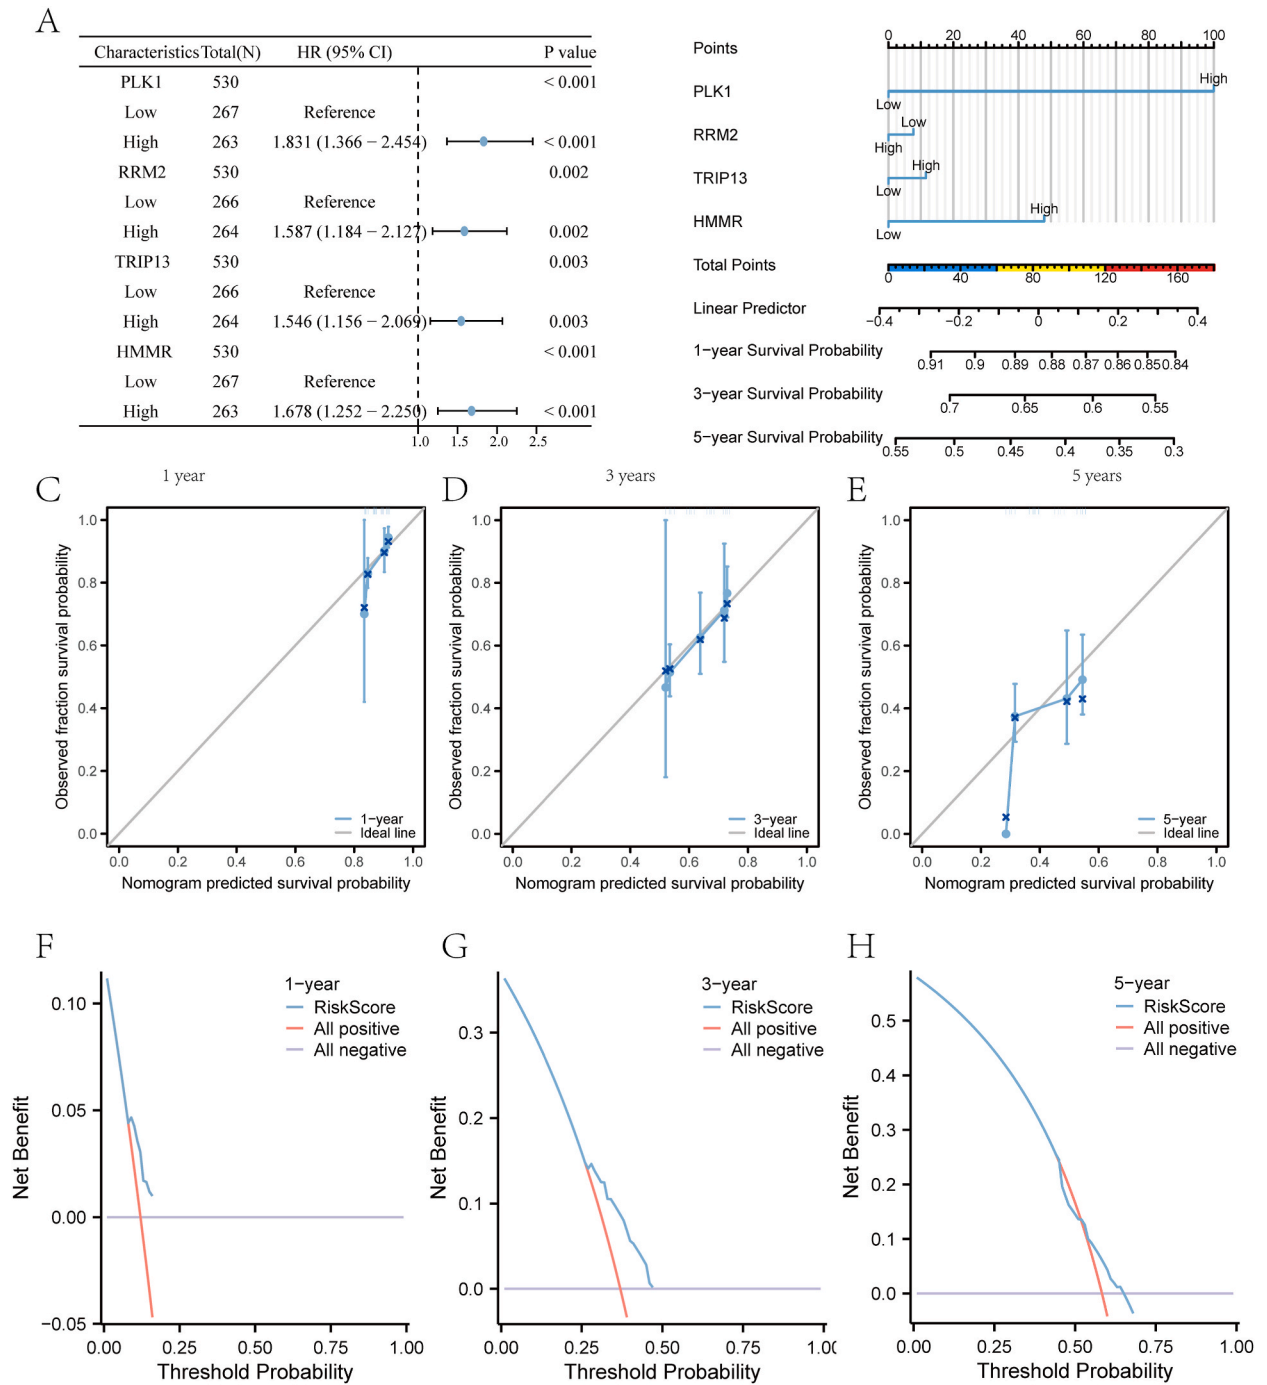 A
Characteristics Total(N) HR (95% CI) P value
PLK1 530 < 0.001
Low 267 Reference
High 263 1.831 (1.366 − 2.454) < 0.001
RRM2 530 0.002
Low 266 Reference
High 264 1.587 (1.184 − 2.127) 0.002
TRIP13 530 0.003
Low 266 Reference
High 264 1.546 (1.156 − 2.069) 0.003
HMMR 530 < 0.001
Low 267 Reference
High 263 1.678 (1.252 − 2.250) < 0.001
1.0 1.5 2.0 2.5
Points 0 20 40 60 80 100
PLK1 Low High
RRM2 High Low
TRIP13 Low High
HMMR Low High
Total Points 0 40 80 120 160
Linear Predictor −0.4 −0.2 0 0.2 0.4
1−year Survival Probability 0.91 0.9 0.89 0.88 0.87 0.86 0.85 0.84
3−year Survival Probability 0.7 0.65 0.6 0.55
5−year Survival Probability 0.55 0.5 0.45 0.4 0.35 0.3
C 1 year
Observed fraction survival probability
1.0
0.8
0.6
0.4
0.2
0.0
1−year
Ideal line
0.0 0.2 0.4 0.6 0.8 1.0
Nomogram predicted survival probability
D 3 years
Observed fraction survival probability
1.0
0.8
0.6
0.4
0.2
0.0
3−year
Ideal line
0.0 0.2 0.4 0.6 0.8 1.0
Nomogram predicted survival probability
E 5 years
Observed fraction survival probability
1.0
0.8
0.6
0.4
0.2
0.0
5−year
Ideal line
0.0 0.2 0.4 0.6 0.8 1.0
Nomogram predicted survival probability
F
1−year
RiskScore
All positive
All negative
Net Benefit
0.10
0.05
0.00
−0.05
0.00 0.25 0.50 0.75 1.00
Threshold Probability
G
3−year
RiskScore
All positive
All negative
Net Benefit
0.3
0.2
0.1
0.0
0.00 0.25 0.50 0.75 1.00
Threshold Probability
H
5−year
RiskScore
All positive
All negative
Net Benefit
0.5
0.4
0.3
0.2
0.1
0.0
0.00 0.25 0.50 0.75 1.00
Threshold Probability